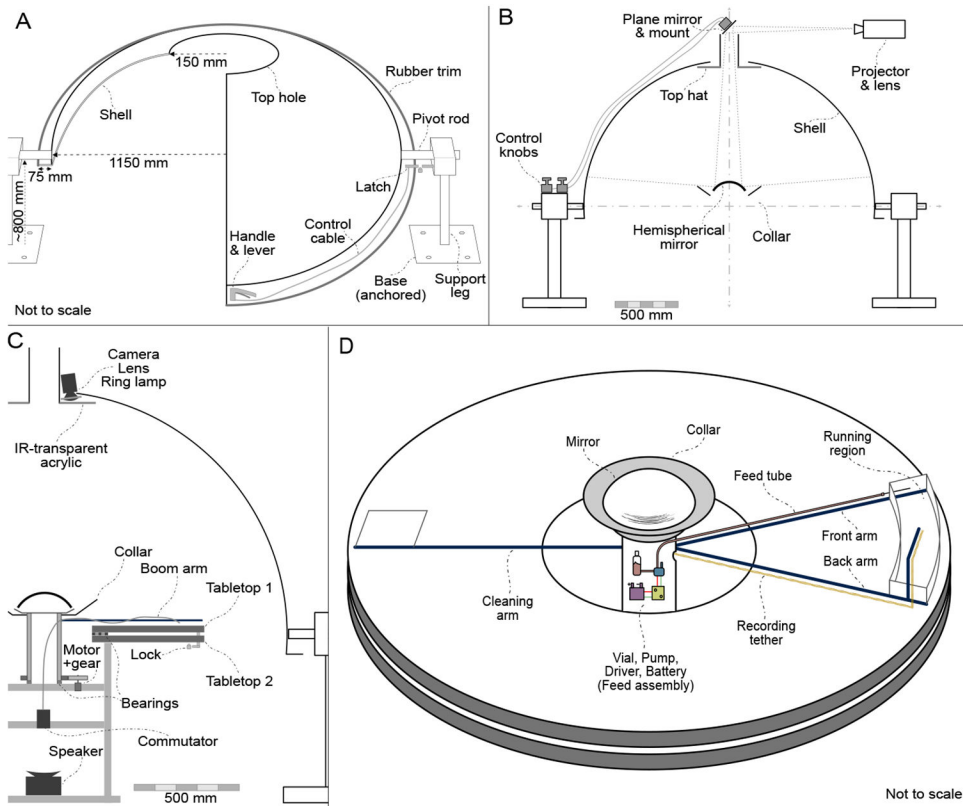 A
150 mm
Top hole
Rubber trim
Shell
Pivot rod
1150 mm
75 mm
~800 mm
Latch
Control
cable
Handle
& lever
Base
(anchored)
Support
leg
Not to scale
B
Plane mirror
& mount
Projector
& lens
Top hat
Shell
Control
knobs
Hemispherical
mirror
Collar
500 mm
C
Camera
Lens
Ring lamp
IR-transparent
acrylic
Collar
Boom arm
Tabletop 1
Motor
+gear
Lock
Tabletop 2
Bearings
Speaker
Commutator
500 mm
D
Mirror
Collar
Running
region
Feed tube
Front arm
Back arm
Cleaning
arm
Recording
tether
Vial, Pump,
Driver, Battery
(Feed assembly)
Not to scale